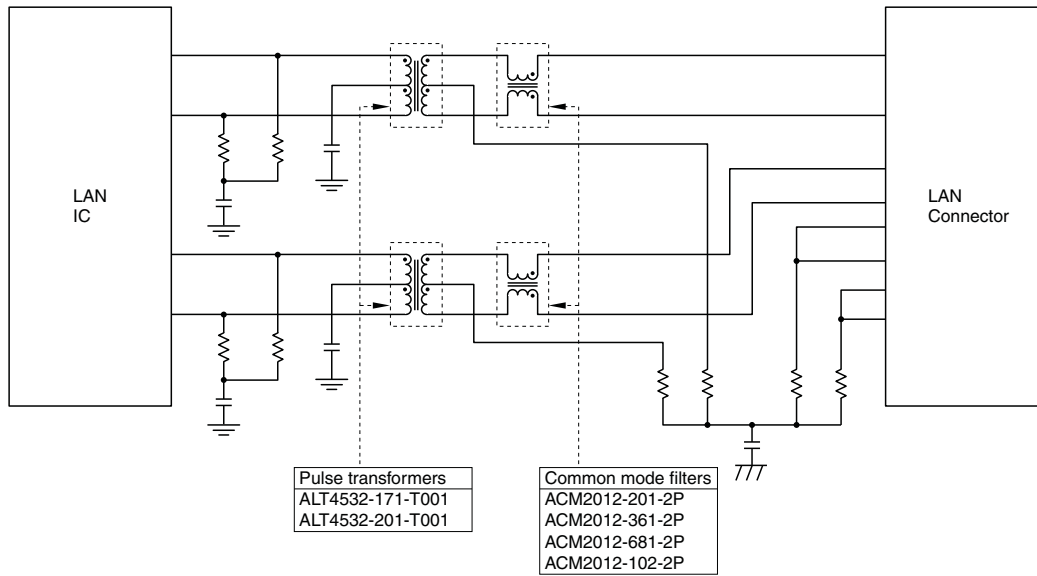 LAN
IC
LAN
Connector
Pulse transformers
ALT4532-171-T001
ALT4532-201-T001
Common mode filters
ACM2012-201-2P
ACM2012-361-2P
ACM2012-681-2P
ACM2012-102-2P